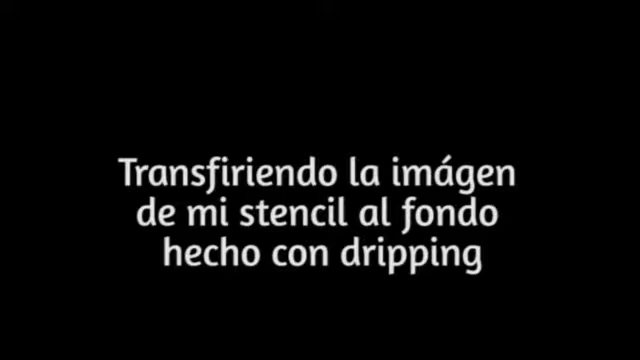 Transfiriendo la imágen
de mi stencil al fondo
hecho con dripping